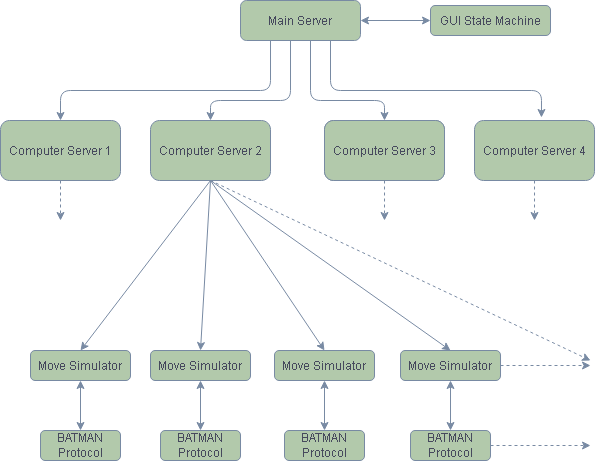 Main Server
GUI State Machine
Computer Server 1
Computer Server 2
Computer Server 3
Computer Server 4
Move Simulator
Move Simulator
Move Simulator
Move Simulator
BATMAN
Protocol
BATMAN
Protocol
BATMAN
Protocol
BATMAN
Protocol